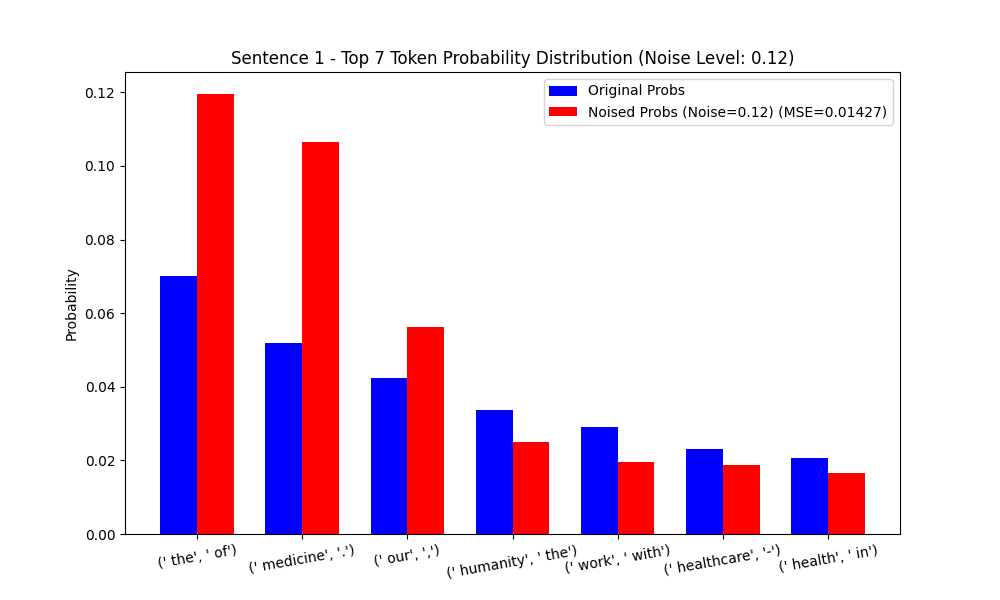 Sentence 1 - Top 7 Token Probability Distribution (Noise Level: 0.12)
Original Probs
Noised Probs (Noise=0.12) (MSE=0.01427)
Probability
0.12
0.10
0.08
0.06
0.04
0.02
0.00
(' the', ' of')
(' medicine', '.')
(' our', ',')
(' humanity', ' the')
(' work', ' with')
(' healthcare', '-')
(' health', ' in')